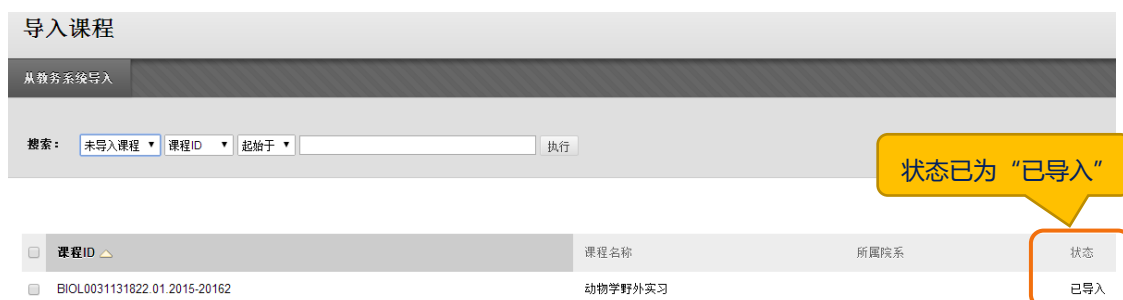 导入课程
从教务系统导入
搜索： 未导入课程 课程ID 起始于 执行
状态已为“已导入”
课程ID 课程名称 所属院系 状态
BIOL0031131822.01.2015-20162 动物学野外实习 已导入